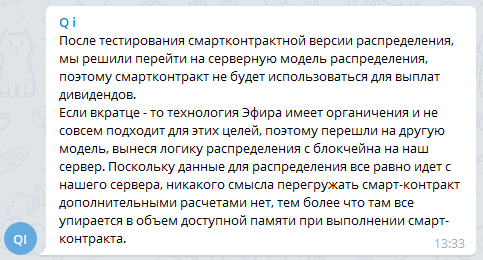 Q i
После тестирования смартконтрактной версии распределения,
мы решили перейти на серверную модель распределения,
поэтому смартконтракт не будет использоваться для выплат
дивидендов.
Если вкратце - то технология Эфира имеет органичения и не
совсем подходит для этих целей, поэтому перешли на другую
модель, вынеся логику распределения с блокчейна на наш
сервер. Поскольку данные для распределения все равно идет с
нашего сервера, никакого смысла перегружать смарт-контракт
дополнительными расчетами нет, тем более что там все
упирается в объем доступной памяти при выполнении смарт-
контракта.
QI
13:33